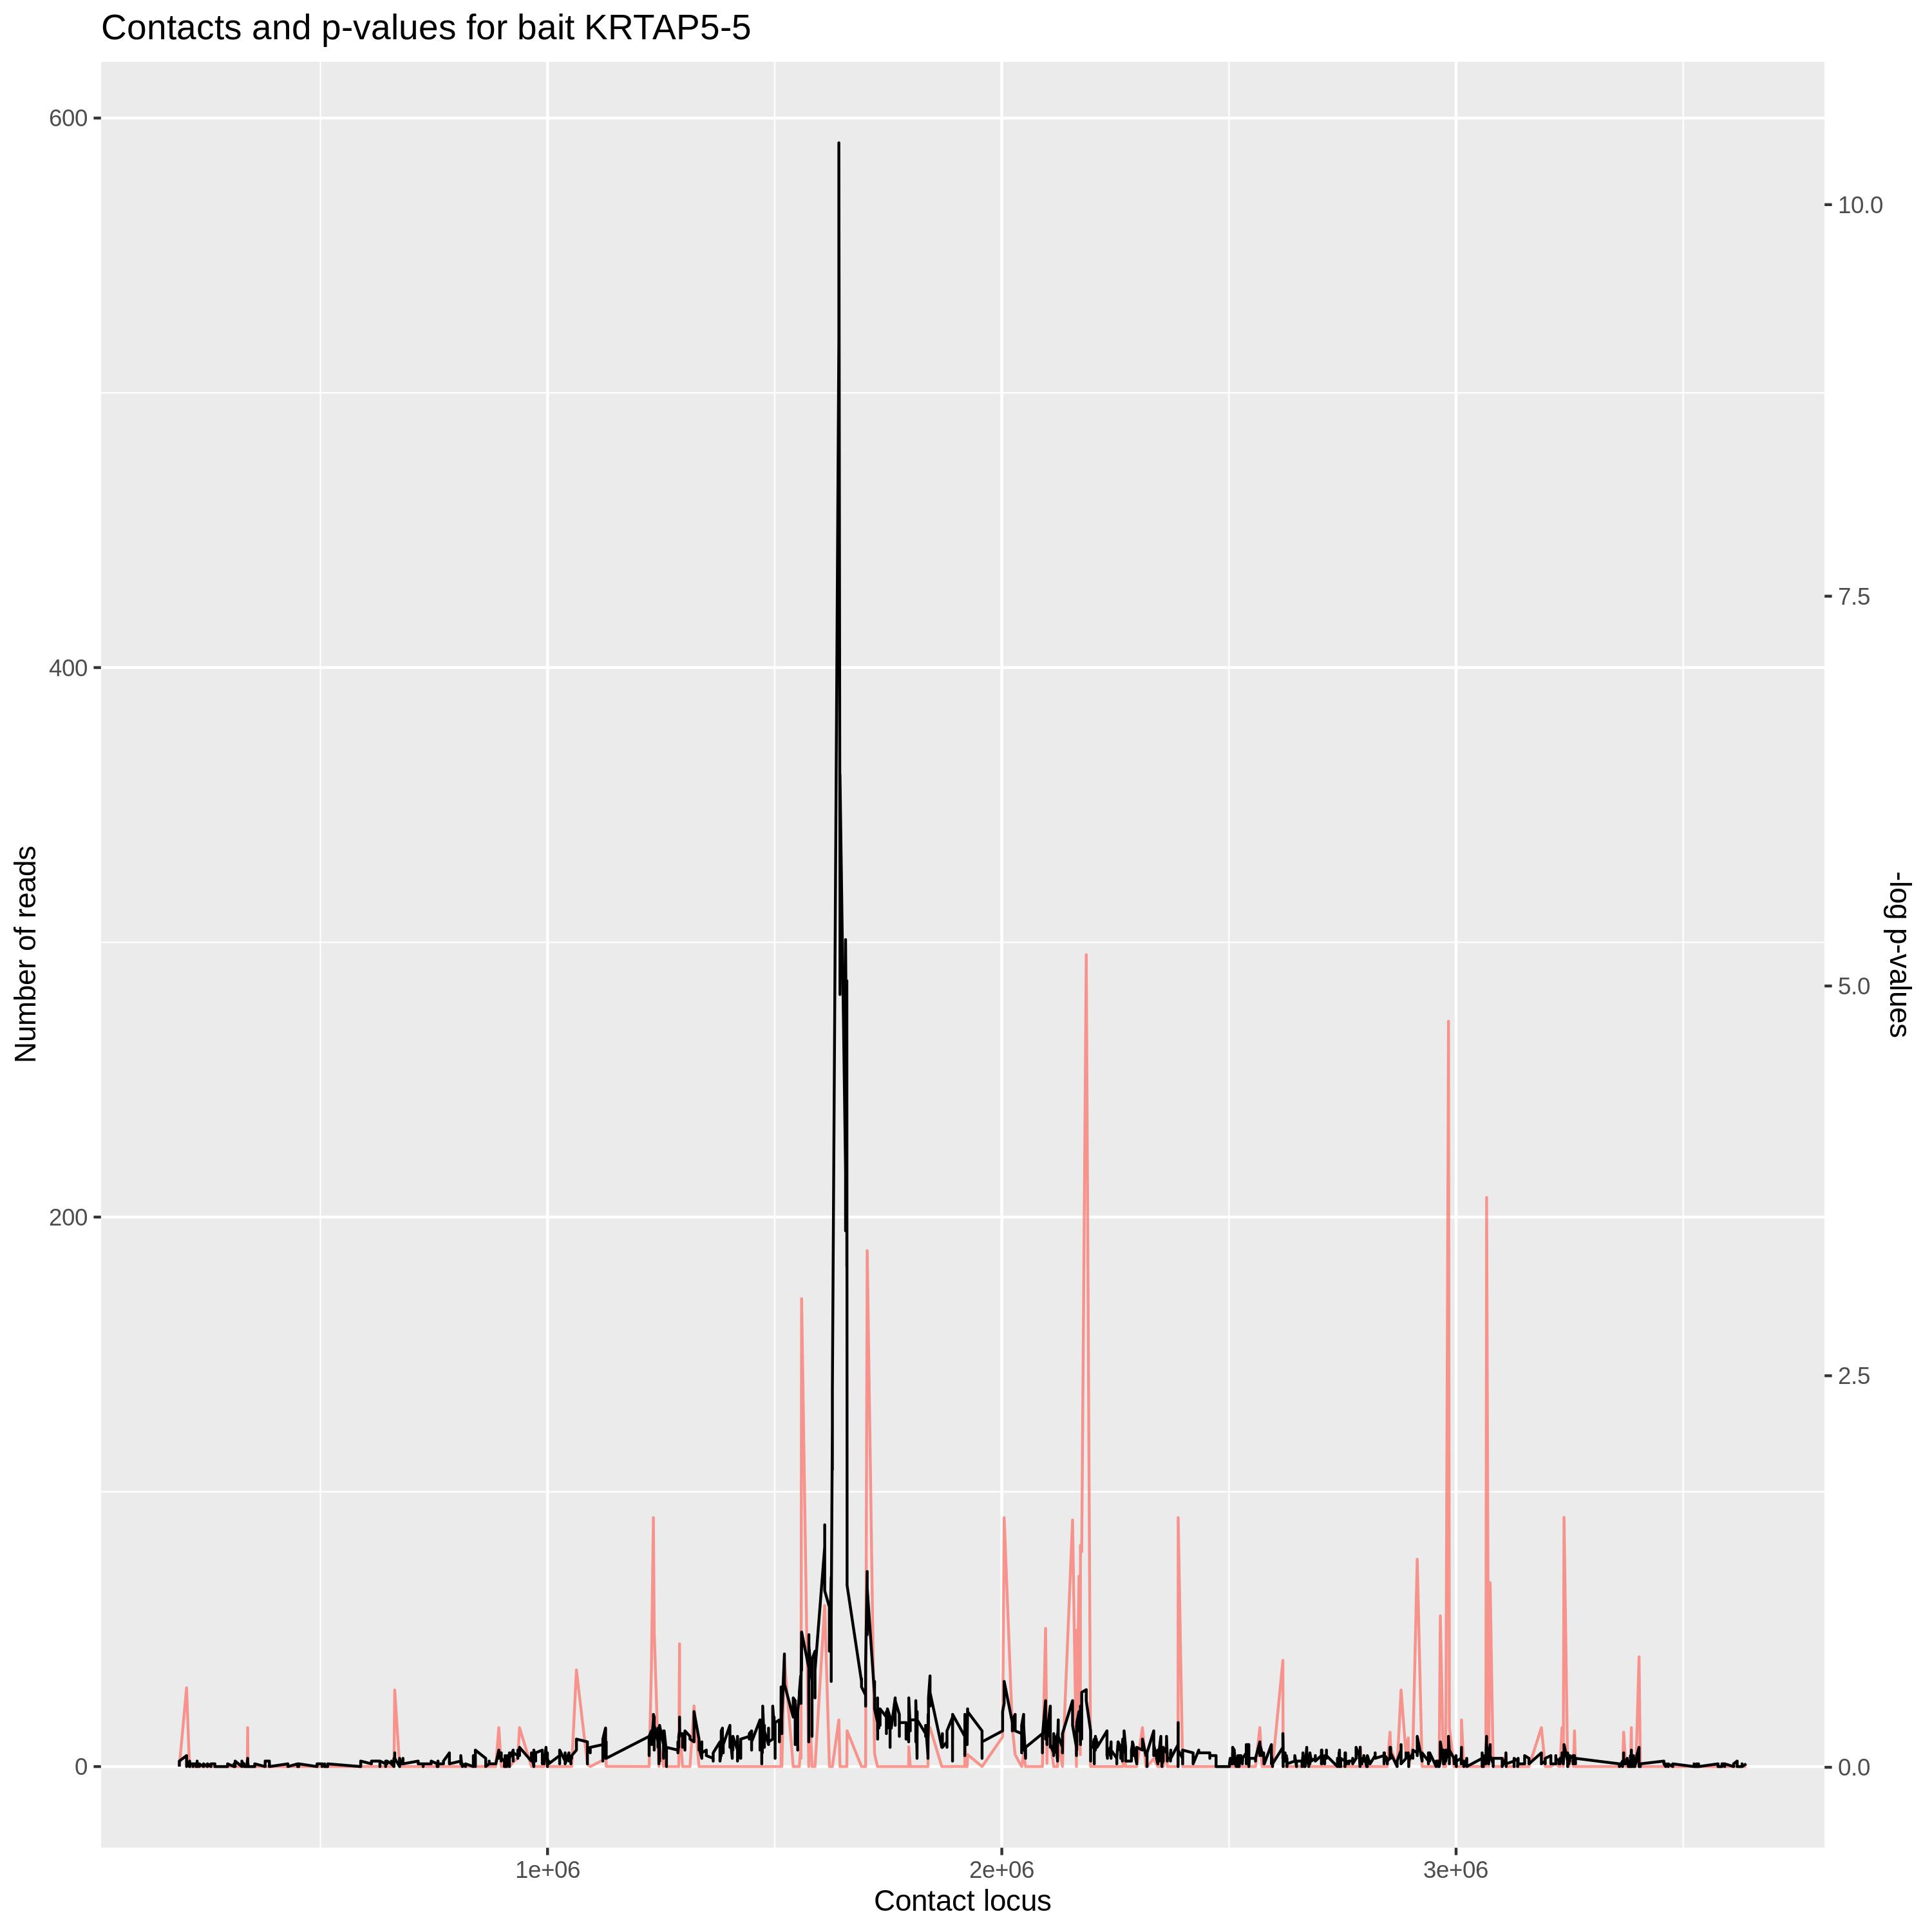 Contacts and p-values for bait KRTAP5-5
600
400
200
0
10.0
7.5
5.0
2.5
0.0
Number of reads
-log p-values
1e+06
2e+06
3e+06
Contact locus